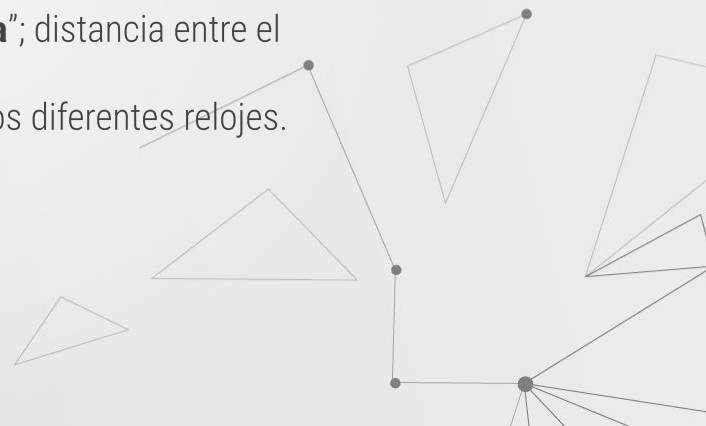 a”; distancia entre el
os diferentes relojes.